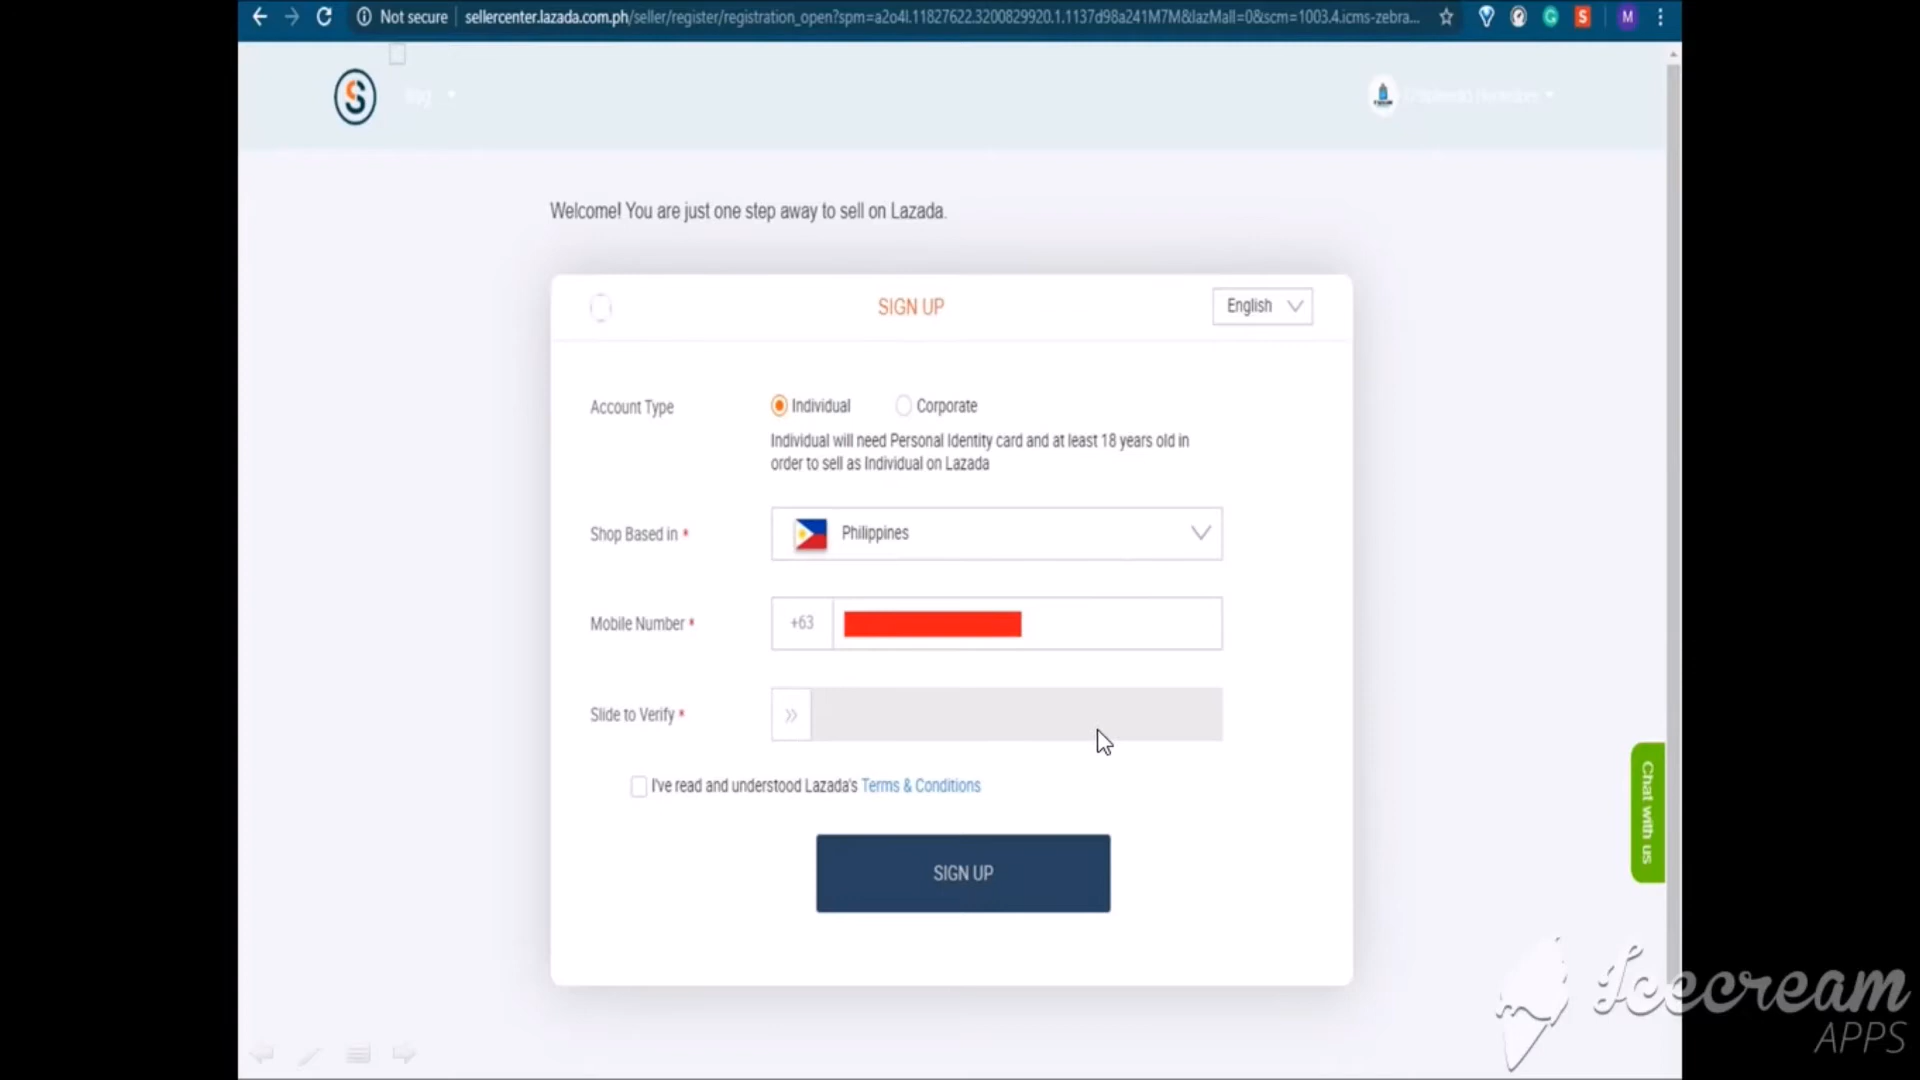 Not secure
sellercenter.lazada.com.ph/seller/register/registration_open?spm=a2o4l.11827622.3200829920.1.1137d98a241M7M&lazMall=0&scm=1003.4.icms-zebra...
M
S
Welcome! You are just one step away to sell on Lazada.
SIGN UP
English
Account Type
Individual
Corporate
Individual will need Personal Identity card and at least 18 years old in
order to sell as Individual on Lazada
Shop Based in *
Philippines
Mobile Number *
+63
Slide to Verify *
»
I've read and understood Lazada's Terms & Conditions
SIGN UP
Chat with us
Icecream
APPS